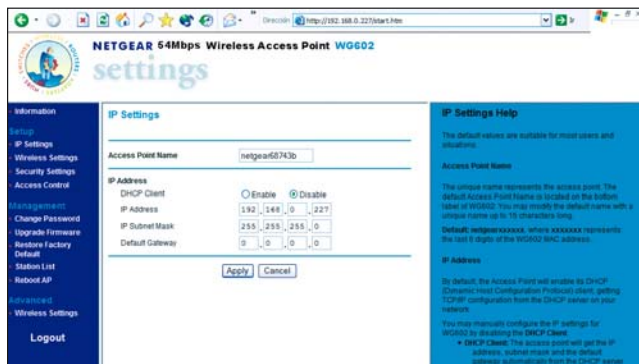 Dirección
http://192.168.0.227/start.htm
NETGEAR 54Mbps Wireless Access Point WG602
settings
Information
Setup
IP Settings
Wireless Settings
Security Settings
Access Control
Management
Change Password
Upgrade Firmware
Restore Factory
Default
Station List
Reboot AP
Advanced
Wireless Settings
Logout
IP Settings
Access Point Name netgear68743b
IP Address
DHCP Client Enable Disable
IP Address 192 . 168 . 0 . 227
IP Subnet Mask 255 . 255 . 255 . 0
Default Gateway 0 . 0 . 0 . 0
Apply Cancel
IP Settings Help
The default values are suitable for most users and
situations.
Access Point Name
The unique name represents the access point. The
default Access Point Name is located on the bottom
label of WG602. You may modify the default name with a
unique name up to 15 characters long.
Default: netgearxxxxxx, where xxxxxx represents
the last 6 digits of the WG602 MAC address.
IP Address
By default, the Access Point will enable its DHCP
(Dynamic Host Configuration Protocol) client, getting
TCP/IP configuration from the DHCP server on your
network.
You may manually configure the IP settings for
WG602 by disabling the DHCP Client.
DHCP Client: The access point will get the IP
address, subnet mask and the default
gateway automatically from the DHCP server